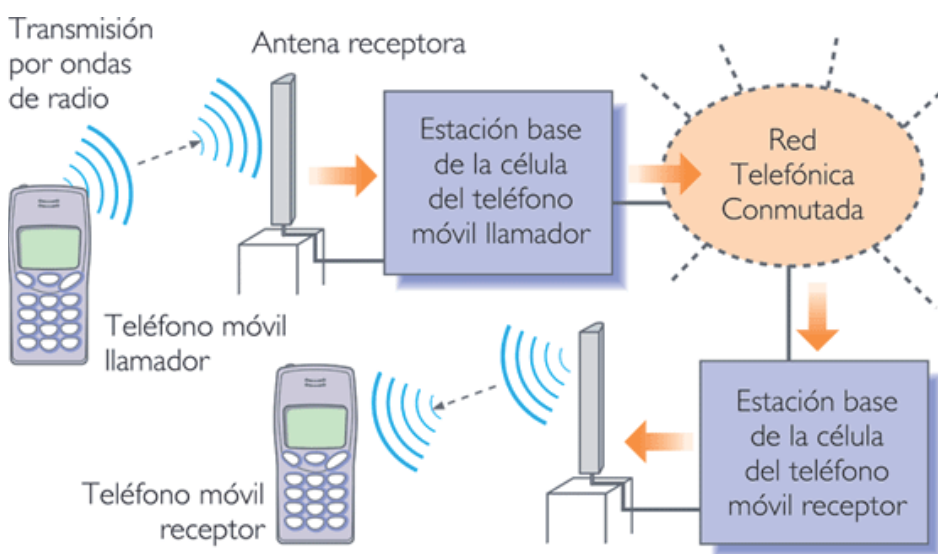 Transmisión
por ondas
de radio
Antena receptora
Estación base
de la célula
del teléfono
móvil llamador
Red
Telefónica
Conmutada
Teléfono móvil
llamador
Estación base
de la célula
del teléfono
móvil receptor
Teléfono móvil
receptor